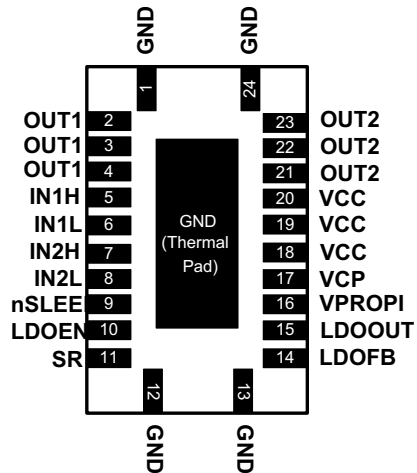 GND GND
1 24
OUT1 2 23 OUT2
OUT1 3 22 OUT2
OUT1 4 21 OUT2
IN1H 5 20 VCC
IN1L 6 19 VCC
IN2H 7 18 VCC
IN2L 8 17 VCP
nSLEE 9 16 VPROPI
LDOEN 10 15 LDOOUT
SR 11 14 LDOFB
GND
(Thermal
Pad)
12 13
GND GND